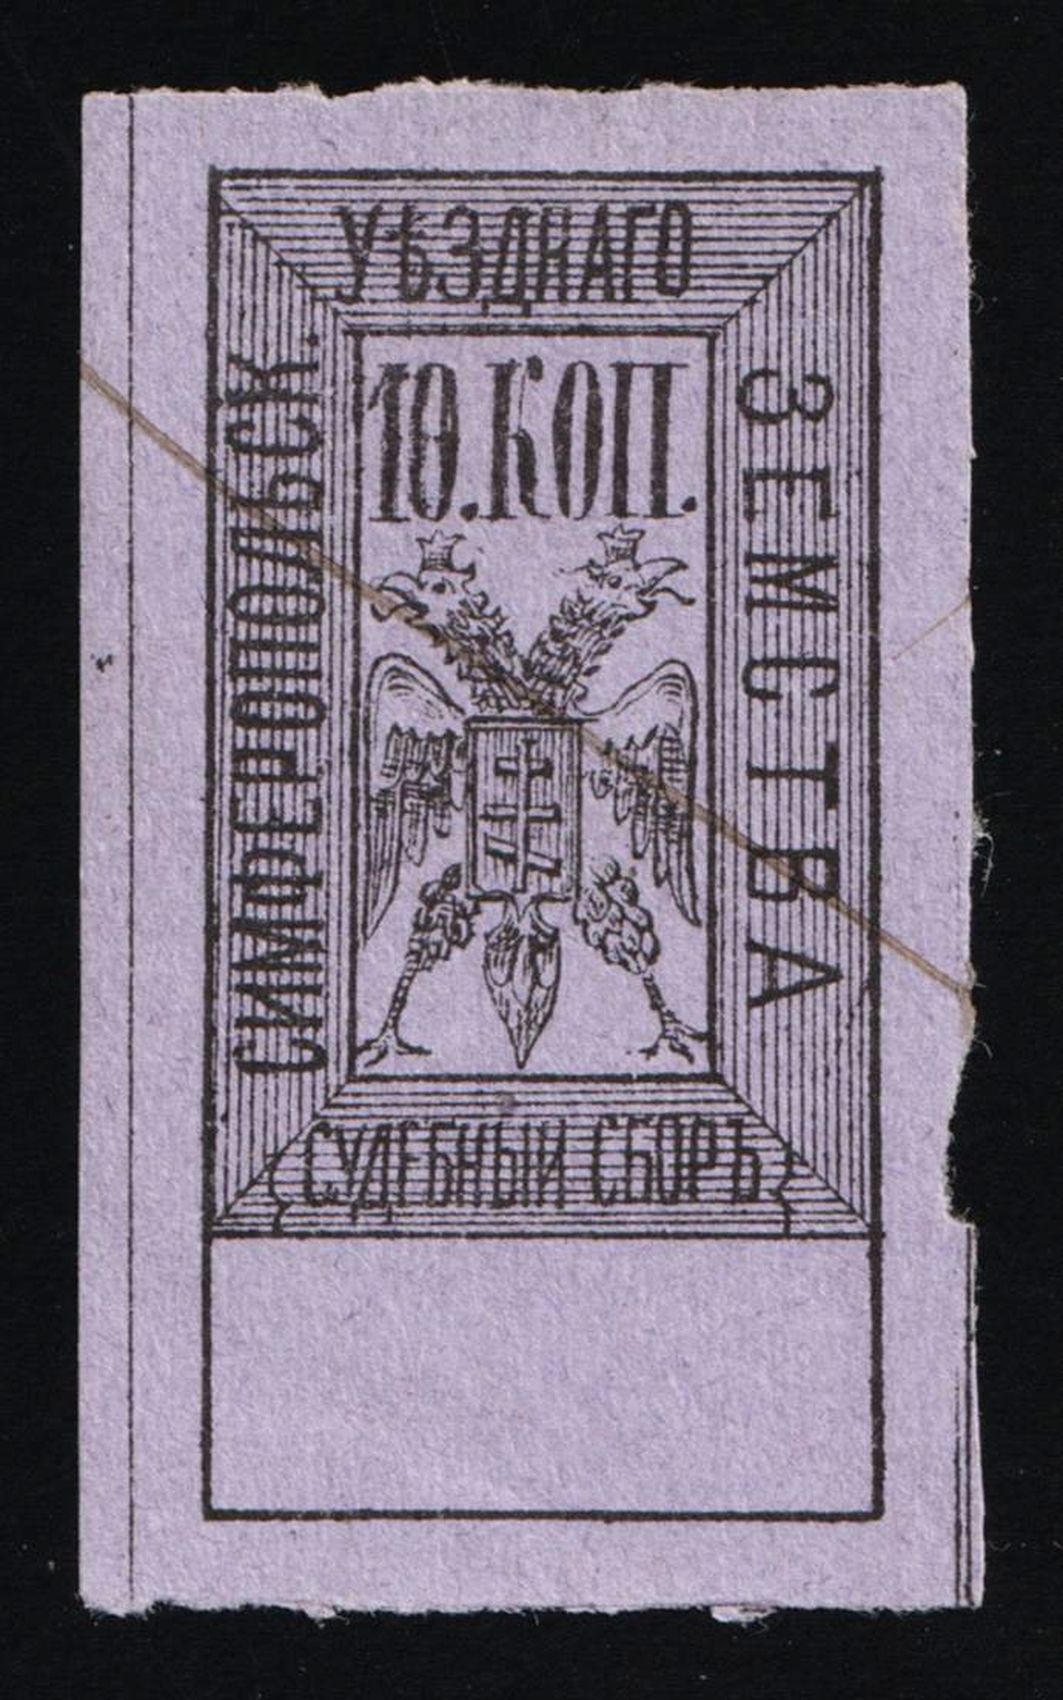 СИМФЕРОПОЛЬСК.
УѢЗДНАГО
ЗЕМСТВА
10.КОП.
СУДЕБНЫЙ СБОРЪ